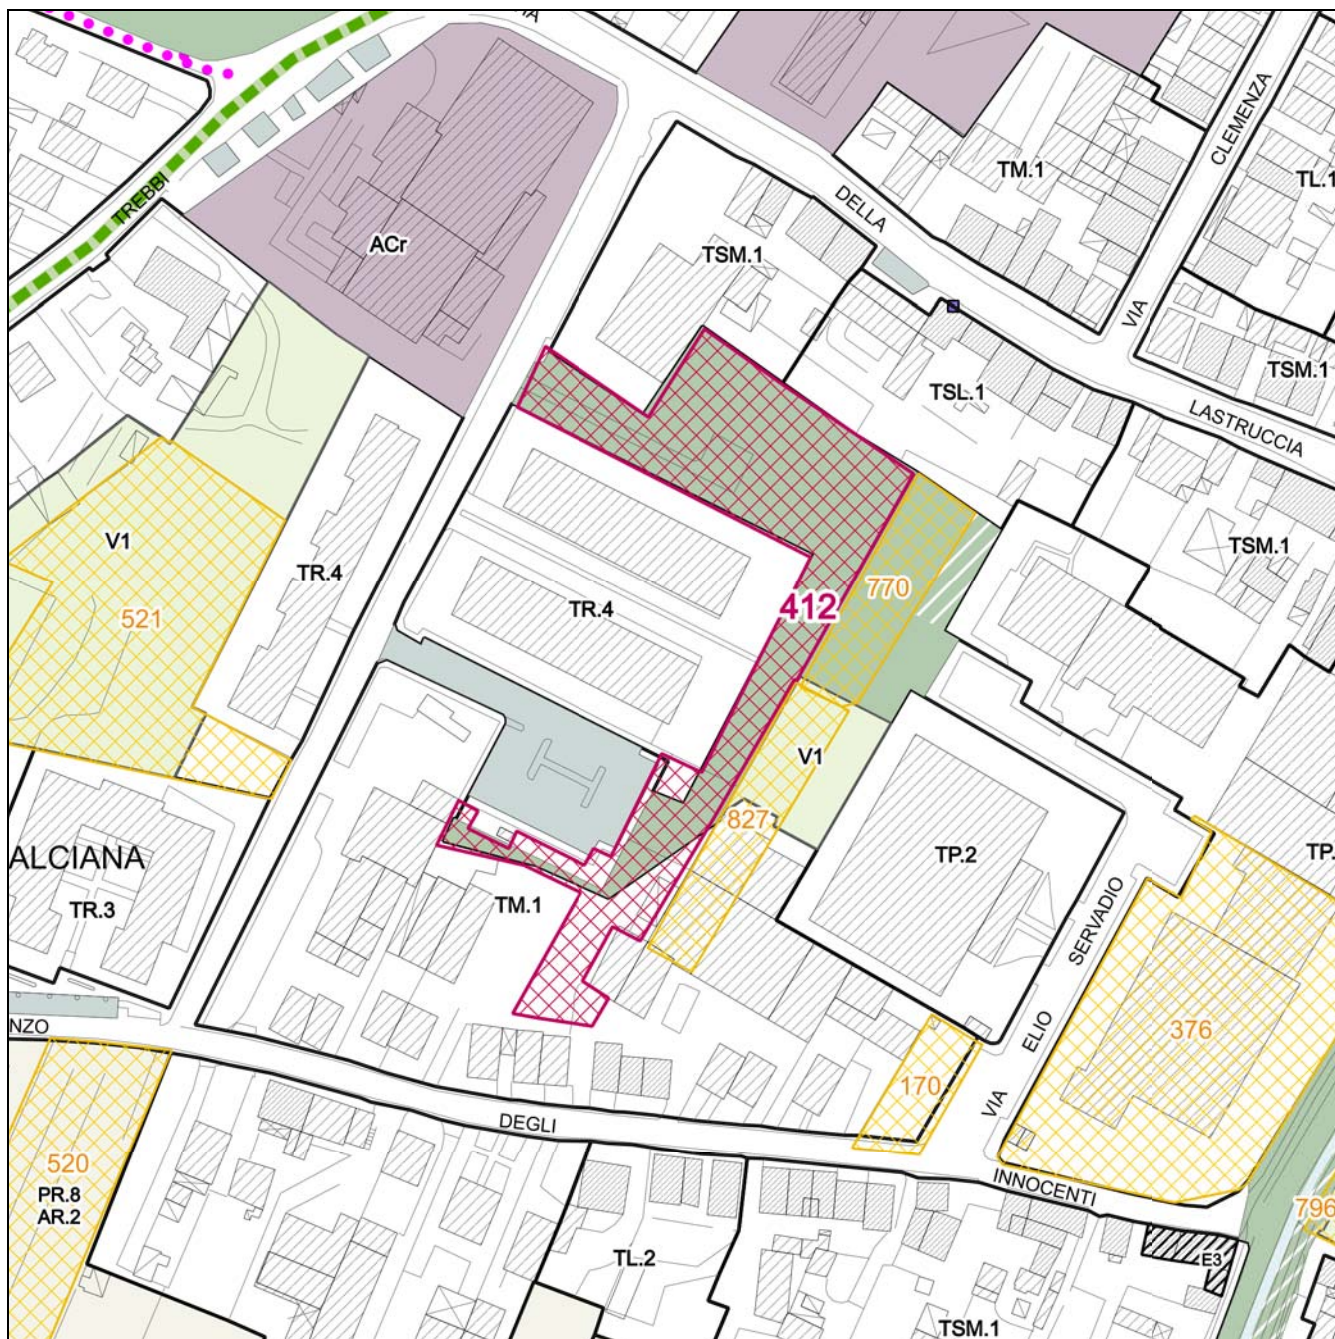 DELLA
CLEMENZA
TM.1
TL.1
TREBBI
ACr
TSM.1
VIA
TSM.1
TSL.1
LASTRUCCIA
V1
TSM.1
521
TR.4
TR.4
412
770
V1
827
TP.2
ALCIANA
TR.3
TM.1
SERVADIO
TP.
NZO
ELIO
376
170
VIA
DEGLI
INNOCENTI
520
PR.8
AR.2
796
TL.2
E3
TSM.1